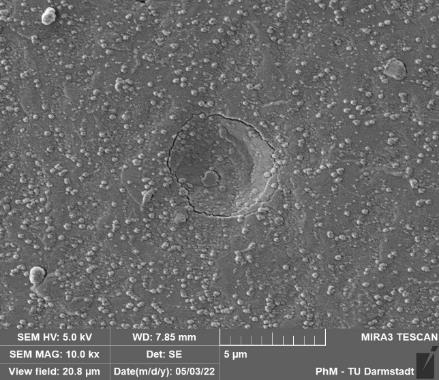 SEM HV: 5.0 kV WD: 7.85 mm MIRA3 TESCAN
SEM MAG: 10.0 kx Det: SE 5 µm
View field: 20.8 µm Date(m/d/y): 05/03/22 PhM - TU Darmstadt